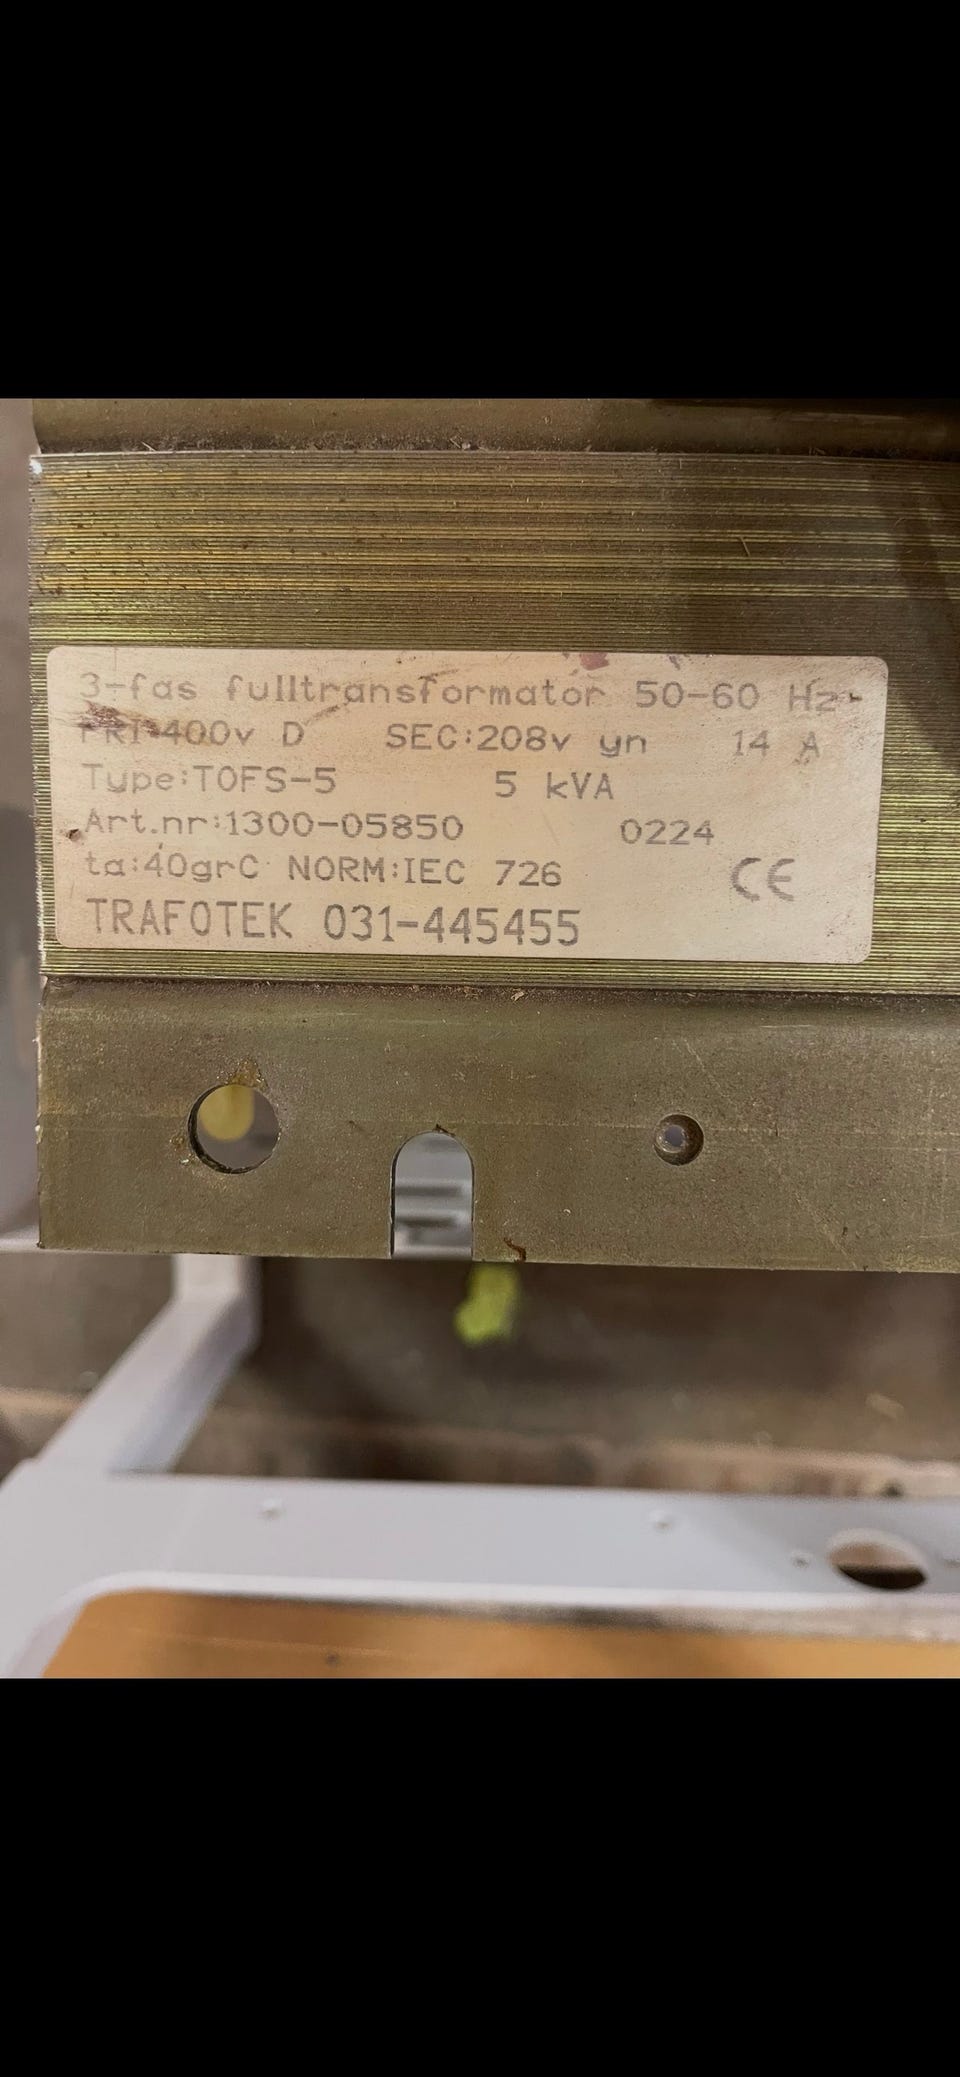 3-fas fulltransformator 50-60 Hz
PRI:400v D SEC:208v yn 14 A
Type:TOFS-5 5 kVA
Art.nr:1300-05850 0224
ta:40grC NORM:IEC 726 CE
TRAFOTEK 031-445455